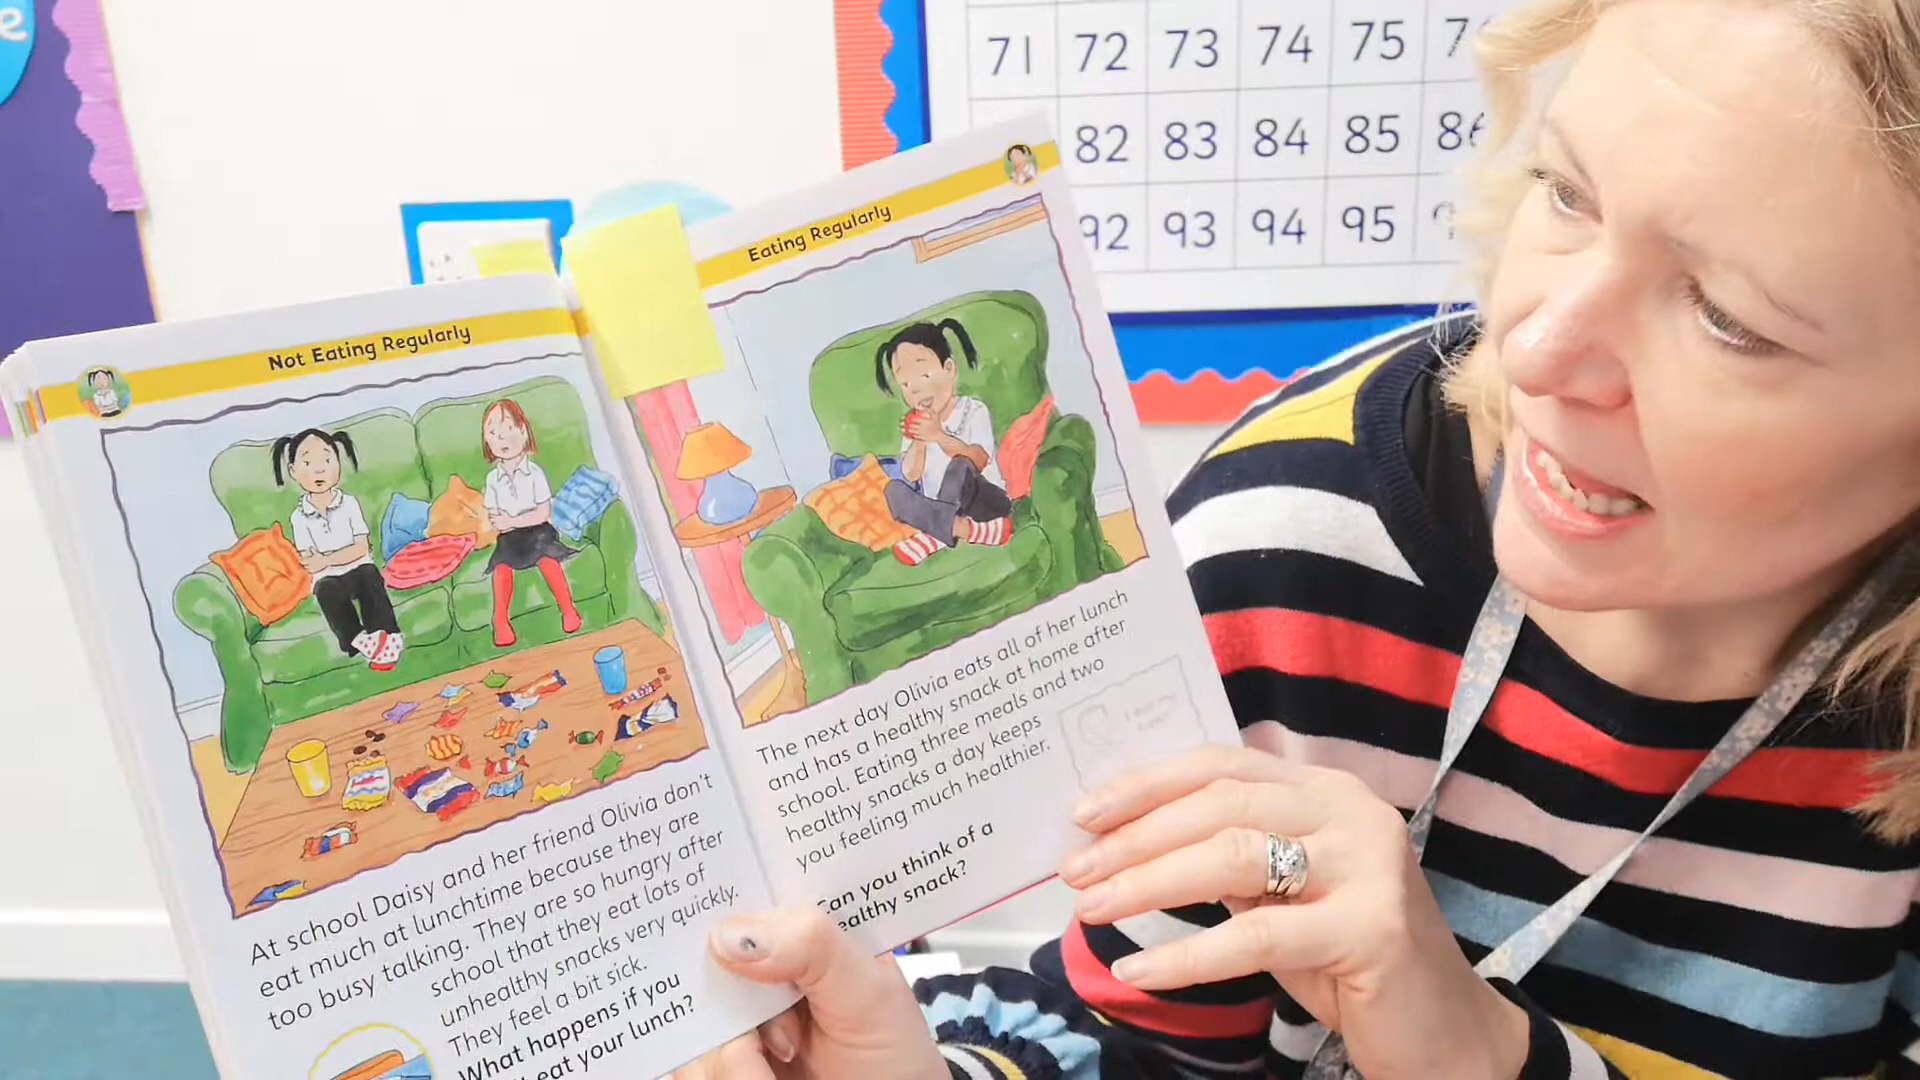 e
71 72 73 74 75
82 83 84 85 86
92 93 94 95
Not Eating Regularly
At school Daisy and her friend Olivia don't
eat much at lunchtime because they are
too busy talking. They are so hungry after
school that they eat lots of
unhealthy snacks very quickly.
They feel a bit sick.
What happens if you
eat your lunch?
Eating Regularly
The next day Olivia eats all of her lunch
and has a healthy snack at home after
school. Eating three meals and two
healthy snacks a day keeps
you feeling much healthier.
Can you think of a
ealthy snack?